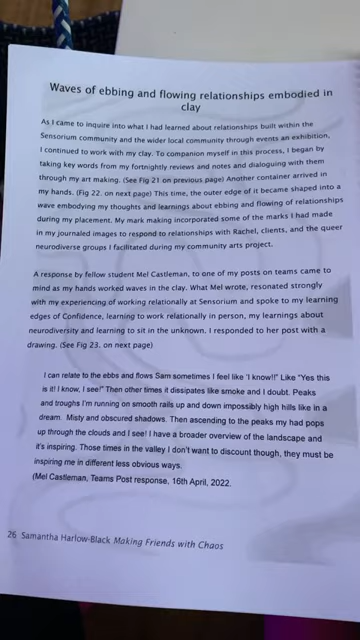 Waves of ebbing and flowing relationships embodied in
clay
As I came to inquire into what I had learned about relationships built within the
Sensorium community and the wider local community through events an exhibition,
I continued to work with my clay. To companion myself in this process, I began by
taking key words from my fortnightly reviews and notes and dialoguing with them
through my art making. (See Fig 21 on previous page) Another container arrived in
my hands. (Fig 22. on next page) This time, the outer edge of it became shaped into a
wave embodying my thoughts and learnings about ebbing and flowing of relationships
during my placement. My mark making incorporated some of the marks I had made
in my journaled images to respond to relationships with Rachel, clients, and the queer
neurodiverse groups I facilitated during my community arts project.
A response by fellow student Mel Castleman, to one of my posts on teams came to
mind as my hands worked waves in the clay. What Mel wrote, resonated strongly
with my experiencing of working relationally at Sensorium and spoke to my learning
edges of Confidence, learning to work relationally in person, my learnings about
neurodiversity and learning to sit in the unknown. I responded to her post with a
drawing. (See Fig 23, on next page)
I can relate to the ebbs and flows Sam sometimes I feel like 'I know!!" Like "Yes this
is it! I know, I see!" Then other times it dissipates like smoke and I doubt. Peaks
and troughs I'm running on smooth rails up and down impossibly high hills like in a
dream. Misty and obscured shadows. Then ascending to the peaks my had pops
up through the clouds and I see! I have a broader overview of the landscape and
it's inspiring. Those times in the valley I don't want to discount though, they must be
inspiring me in different less obvious ways.
(Mel Castleman, Teams Post response, 16th April, 2022.
26 Samantha Harlow-Black Making Friends with Chaos